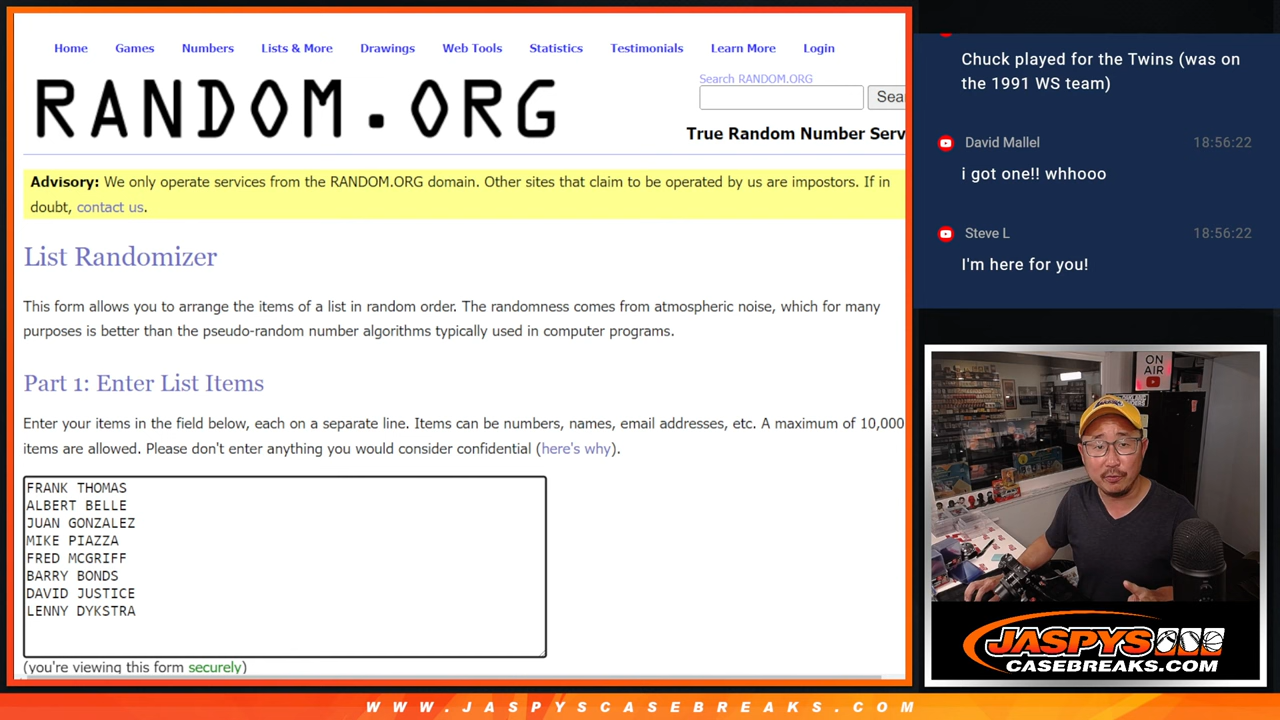 Home Games Numbers Lists & More Drawings Web Tools Statistics Testimonials Learn More Login
RANDOM.ORG
Search RANDOM.ORG
Sea
True Random Number Serv
Advisory: We only operate services from the RANDOM.ORG domain. Other sites that claim to be operated by us are impostors. If in
doubt, contact us.
List Randomizer
This form allows you to arrange the items of a list in random order. The randomness comes from atmospheric noise, which for many
purposes is better than the pseudo-random number algorithms typically used in computer programs.
Part 1: Enter List Items
Enter your items in the field below, each on a separate line. Items can be numbers, names, email addresses, etc. A maximum of 10,000
items are allowed. Please don't enter anything you would consider confidential (here's why).
FRANK THOMAS
ALBERT BELLE
JUAN GONZALEZ
MIKE PIAZZA
FRED MCGRIFF
BARRY BONDS
DAVID JUSTICE
LENNY DYKSTRA
(you're viewing this form securely)
Chuck played for the Twins (was on
the 1991 WS team)
David Mallel 18:56:22
i got one!! whhooo
Steve L 18:56:22
I'm here for you!
ON
AIR
JASPYS
CASEBREAKS.COM
WWW.JASPYSCASEBREAKS.COM